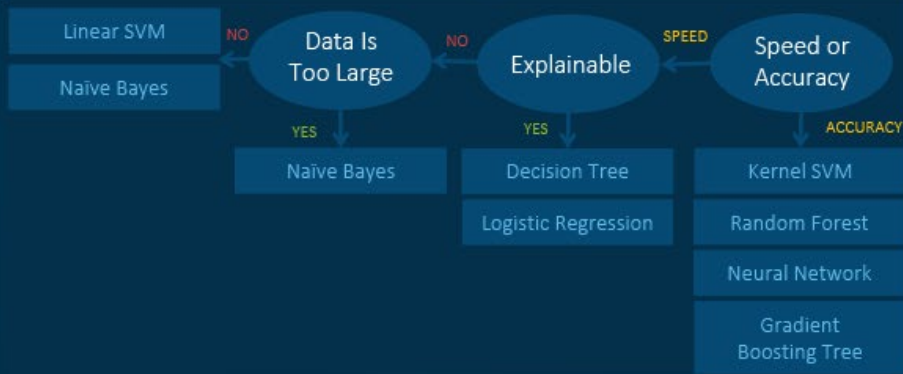 Linear SVM
Naïve Bayes
NO
Data Is
Too Large
NO
Explainable
SPEED
Speed or
Accuracy
YES
YES
ACCURACY
Naïve Bayes
Decision Tree
Logistic Regression
Kernel SVM
Random Forest
Neural Network
Gradient
Boosting Tree